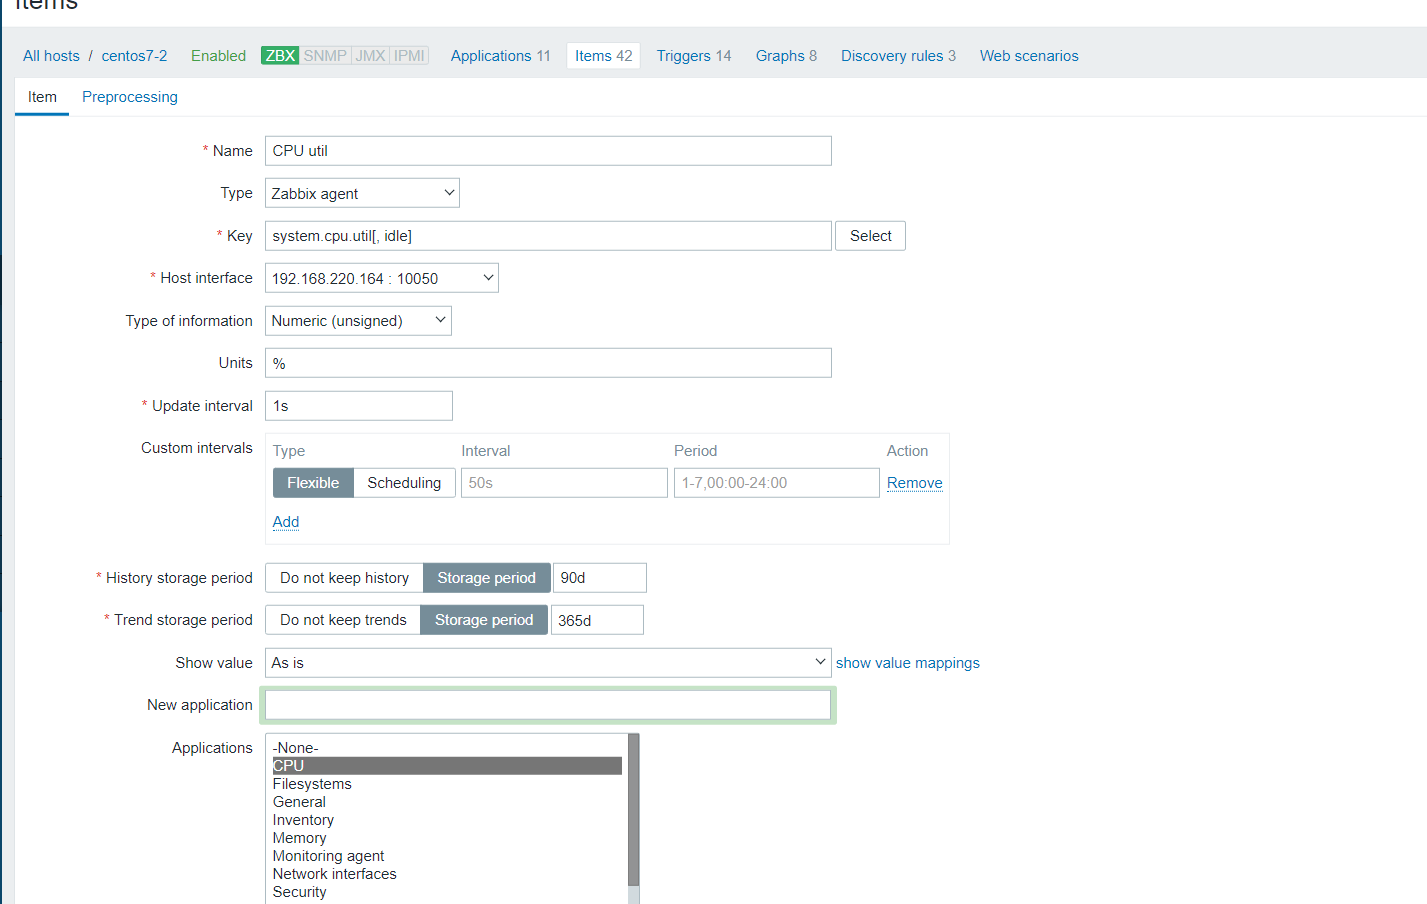 Items
All hosts / centos7-2 Enabled ZBX SNMP JMX IPMI Applications 11 Items 42 Triggers 14 Graphs 8 Discovery rules 3 Web scenarios
Item Preprocessing
* Name CPU util
Type Zabbix agent
* Key system.cpu.util[, idle] Select
* Host interface 192.168.220.164 : 10050
Type of information Numeric (unsigned)
Units %
* Update interval 1s
Custom intervals Type Interval Period Action
Flexible Scheduling 50s 1-7,00:00-24:00 Remove
Add
* History storage period Do not keep history Storage period 90d
* Trend storage period Do not keep trends Storage period 365d
Show value As is show value mappings
New application
Applications -None-
CPU
Filesystems
General
Inventory
Memory
Monitoring agent
Network interfaces
Security